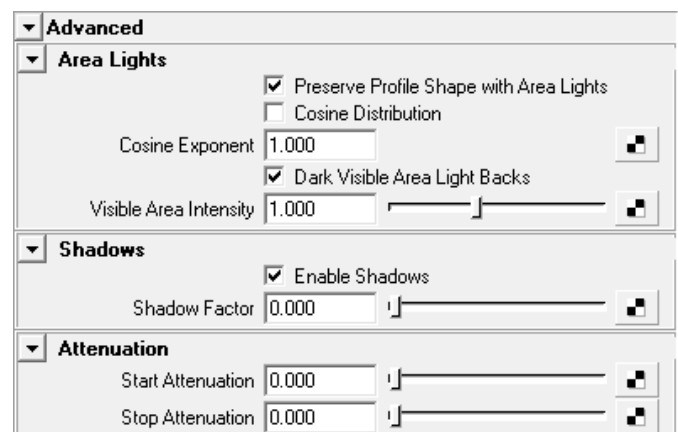 Advanced
Area Lights
Preserve Profile Shape with Area Lights
Cosine Distribution
Cosine Exponent 1.000
Dark Visible Area Light Backs
Visible Area Intensity 1.000
Shadows
Enable Shadows
Shadow Factor 0.000
Attenuation
Start Attenuation 0.000
Stop Attenuation 0.000